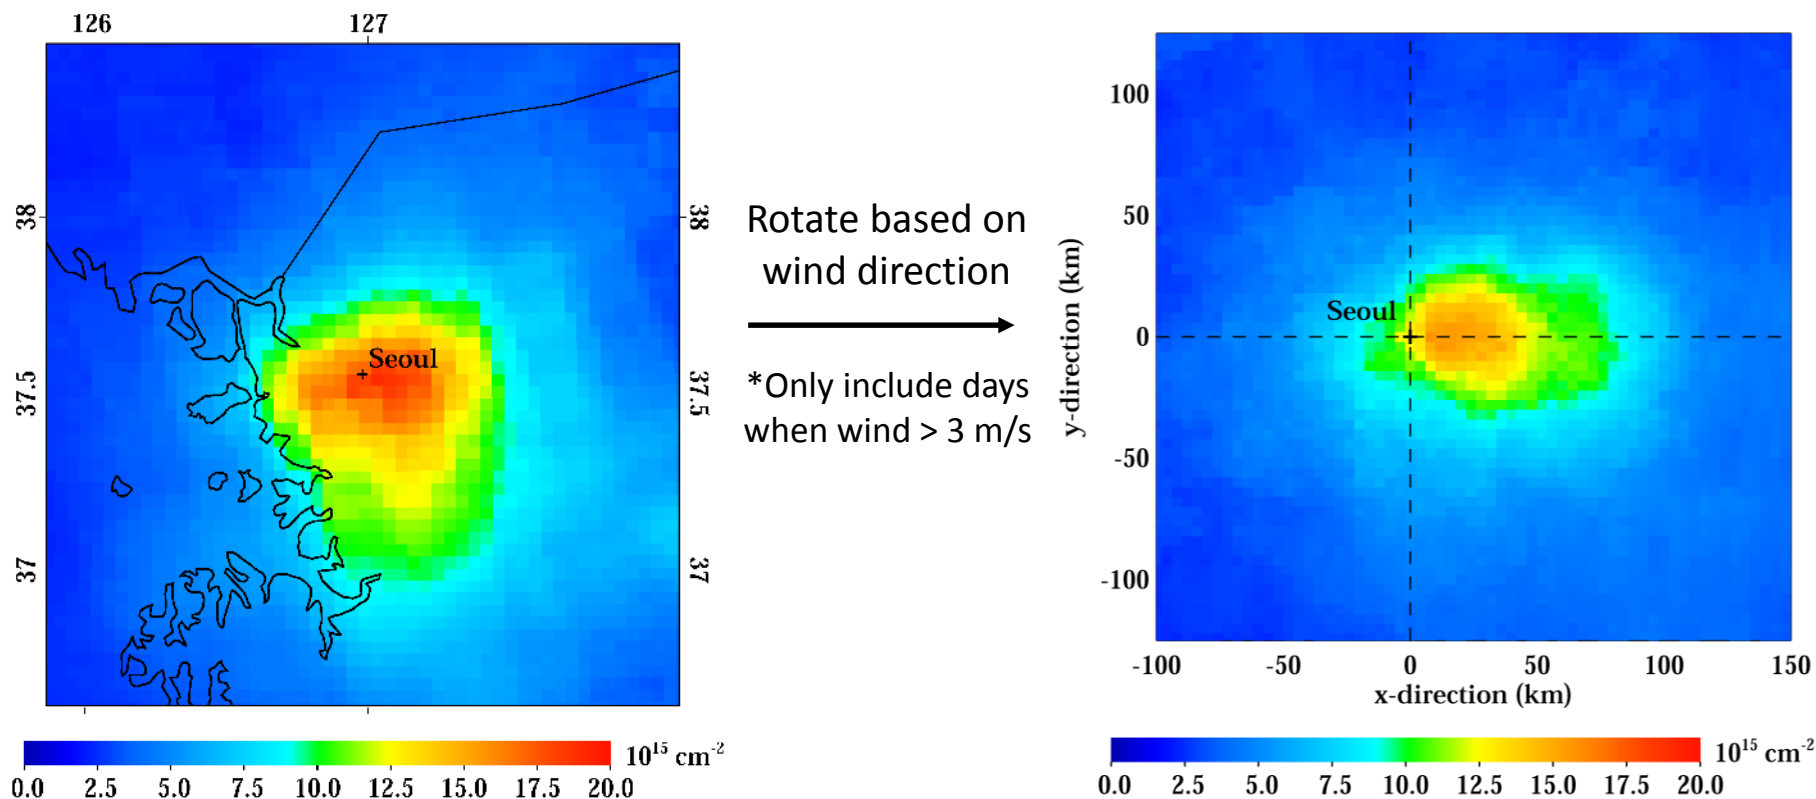 126 127
38 38
37.5 37.5
37 37
Seoul
10¹⁵ cm⁻²
0.0 2.5 5.0 7.5 10.0 12.5 15.0 17.5 20.0
Rotate based on
wind direction
*Only include days
when wind > 3 m/s
y-direction (km)
100
50
0
-50
-100
Seoul
-100 -50 0 50 100 150
x-direction (km)
10¹⁵ cm⁻²
0.0 2.5 5.0 7.5 10.0 12.5 15.0 17.5 20.0